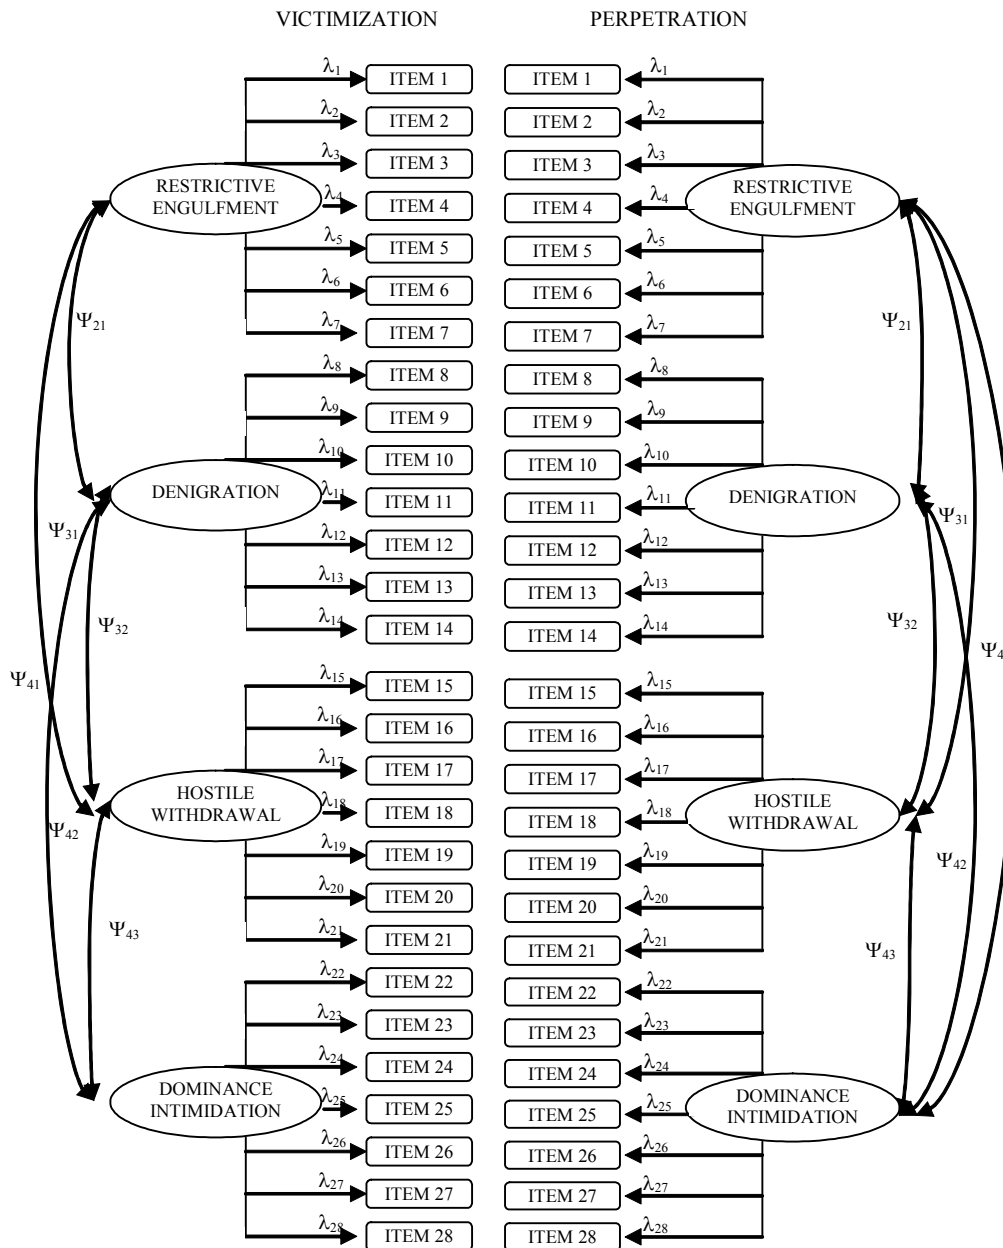 VICTIMIZATION PERPETRATION
λ1 ITEM 1 ITEM 1 λ1
λ2 ITEM 2 ITEM 2 λ2
λ3 ITEM 3 ITEM 3 λ3
RESTRICTIVE ENGULFMENT λ4 ITEM 4 ITEM 4 λ4 RESTRICTIVE ENGULFMENT
λ5 ITEM 5 ITEM 5 λ5
λ6 ITEM 6 ITEM 6 λ6
Ψ21 λ7 ITEM 7 ITEM 7 λ7 Ψ21
λ8 ITEM 8 ITEM 8 λ8
λ9 ITEM 9 ITEM 9 λ9
λ10 ITEM 10 ITEM 10 λ10
DENIGRATION λ11 ITEM 11 ITEM 11 λ11 DENIGRATION
Ψ31 λ12 ITEM 12 ITEM 12 λ12 Ψ31
λ13 ITEM 13 ITEM 13 λ13
Ψ32 λ14 ITEM 14 ITEM 14 λ14 Ψ32
Ψ41 λ15 ITEM 15 ITEM 15 λ15 Ψ4
λ16 ITEM 16 ITEM 16 λ16
λ17 ITEM 17 ITEM 17 λ17
HOSTILE WITHDRAWAL λ18 ITEM 18 ITEM 18 λ18 HOSTILE WITHDRAWAL
Ψ42 λ19 ITEM 19 ITEM 19 λ19 Ψ42
λ20 ITEM 20 ITEM 20 λ20
Ψ43 λ21 ITEM 21 ITEM 21 λ21 Ψ43
λ22 ITEM 22 ITEM 22 λ22
λ23 ITEM 23 ITEM 23 λ23
λ24 ITEM 24 ITEM 24 λ24
DOMINANCE INTIMIDATION λ25 ITEM 25 ITEM 25 λ25 DOMINANCE INTIMIDATION
λ26 ITEM 26 ITEM 26 λ26
λ27 ITEM 27 ITEM 27 λ27
λ28 ITEM 28 ITEM 28 λ28